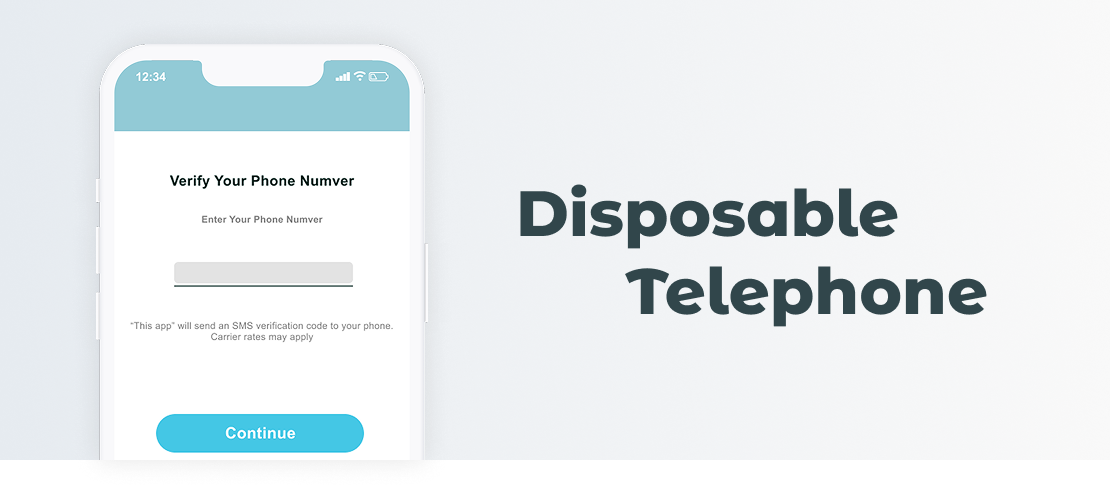 12:34
Verify Your Phone Numver
Enter Your Phone Numver
“This app” will send an SMS verification code to your phone.
Carrier rates may apply
Continue
Disposable
Telephone